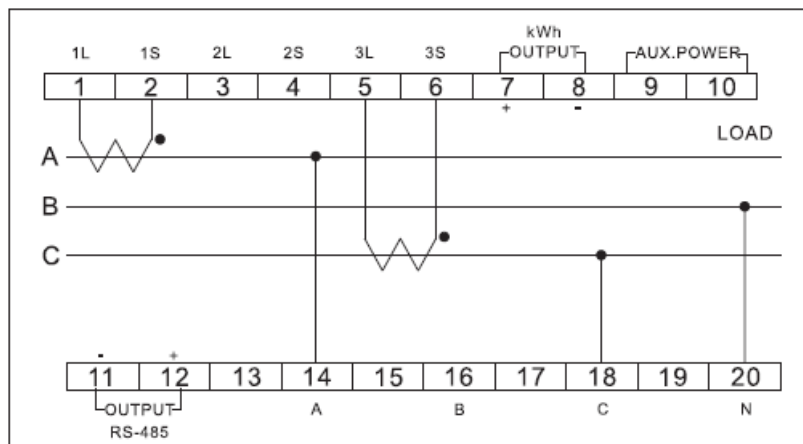 kWh
1L 1S 2L 2S 3L 3S OUTPUT AUX.POWER
1 2 3 4 5 6 7 8 9 10
+ -
LOAD
A
B
C
- +
11 12 13 14 15 16 17 18 19 20
OUTPUT A B C N
RS-485